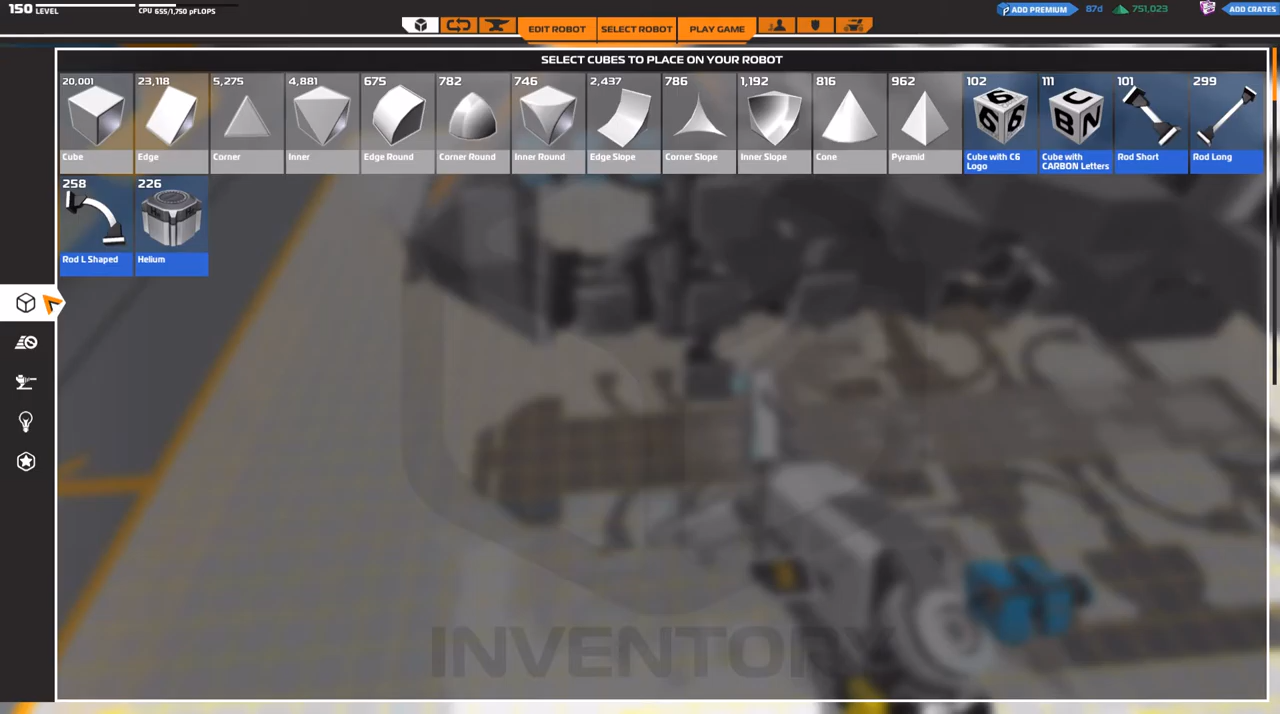 150 LEVEL
CPU 655/1,750 pFLOPS
EDIT ROBOT
SELECT ROBOT
PLAY GAME
ADD PREMIUM
87d
751,023
ADD CRATES
SELECT CUBES TO PLACE ON YOUR ROBOT
20,001
23,118
5,275
4,881
675
782
746
2,437
786
1,192
816
962
102
111
101
299
Cube
Edge
Corner
Inner
Edge Round
Corner Round
Inner Round
Edge Slope
Corner Slope
Inner Slope
Cone
Pyramid
Cube with C6
Logo
Cube with
CARBON Letters
Rod Short
Rod Long
258
226
Rod L Shaped
Helium
INVENTORY